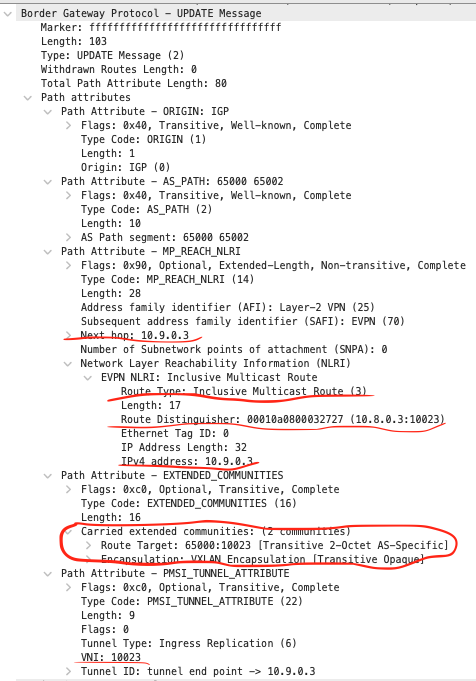 Border Gateway Protocol – UPDATE Message
Marker: ffffffffffffffffffffffffffffffff
Length: 103
Type: UPDATE Message (2)
Withdrawn Routes Length: 0
Total Path Attribute Length: 80
Path attributes
Path Attribute – ORIGIN: IGP
Flags: 0x40, Transitive, Well-known, Complete
Type Code: ORIGIN (1)
Length: 1
Origin: IGP (0)
Path Attribute – AS_PATH: 65000 65002
Flags: 0x40, Transitive, Well-known, Complete
Type Code: AS_PATH (2)
Length: 10
AS Path segment: 65000 65002
Path Attribute – MP_REACH_NLRI
Flags: 0x90, Optional, Extended-Length, Non-transitive, Complete
Type Code: MP_REACH_NLRI (14)
Length: 28
Address family identifier (AFI): Layer-2 VPN (25)
Subsequent address family identifier (SAFI): EVPN (70)
Next hop: 10.9.0.3
Number of Subnetwork points of attachment (SNPA): 0
Network Layer Reachability Information (NLRI)
EVPN NLRI: Inclusive Multicast Route
Route Type: Inclusive Multicast Route (3)
Length: 17
Route Distinguisher: 00010a0800032727 (10.8.0.3:10023)
Ethernet Tag ID: 0
IP Address Length: 32
IPv4 address: 10.9.0.3
Path Attribute – EXTENDED_COMMUNITIES
Flags: 0xc0, Optional, Transitive, Complete
Type Code: EXTENDED_COMMUNITIES (16)
Length: 16
Carried extended communities: (2 communities)
Route Target: 65000:10023 [Transitive 2-Octet AS-Specific]
Encapsulation: VXLAN Encapsulation [Transitive Opaque]
Path Attribute – PMSI_TUNNEL_ATTRIBUTE
Flags: 0xc0, Optional, Transitive, Complete
Type Code: PMSI_TUNNEL_ATTRIBUTE (22)
Length: 9
Flags: 0
Tunnel Type: Ingress Replication (6)
VNI: 10023
Tunnel ID: tunnel end point -> 10.9.0.3